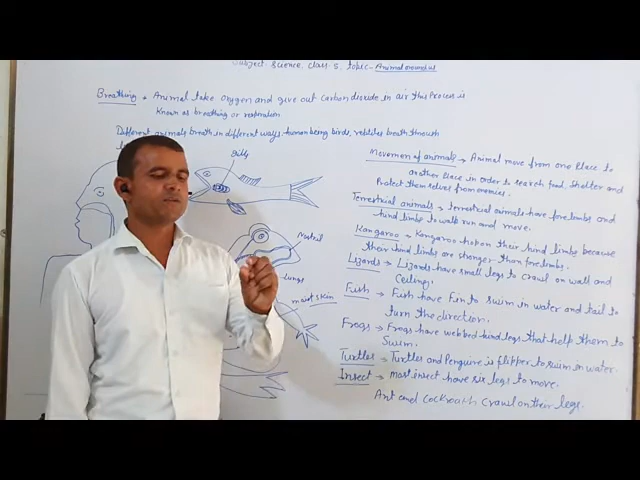 Subject Science, Class 5 topic- Animal around us
Breathing → Animal take oxygen and give out carbon dioxide in air this Process is
Known as breathing or respiration
Different animals breath in different ways human being birds, reptiles breath through
Gills
Nostril
lungs
moist skin
Movemen of animals → Animal move from one Place to
another Place in order to search food, Shelter and
Protect themselves from enemies.
Terrestrial animals → terrestrial animals have forelimbs and
hind limbs to walk run and move.
Kangaroo → Kangaroo hop on their hind limbs because
their hind limbs are stronger than forelimbs.
Lizards → Lizards have small legs to crawl on wall and
Ceiling.
Fish → Fish have Fin to swim in water and tail to
turn the direction.
Frogs → Frogs have webbed hind legs that help them to
Swim.
Turtles → Turtles and Penguine is flipper to swim in water.
Insect → most insect have six legs to move.
Ant and Cockroach Crawl on their legs.